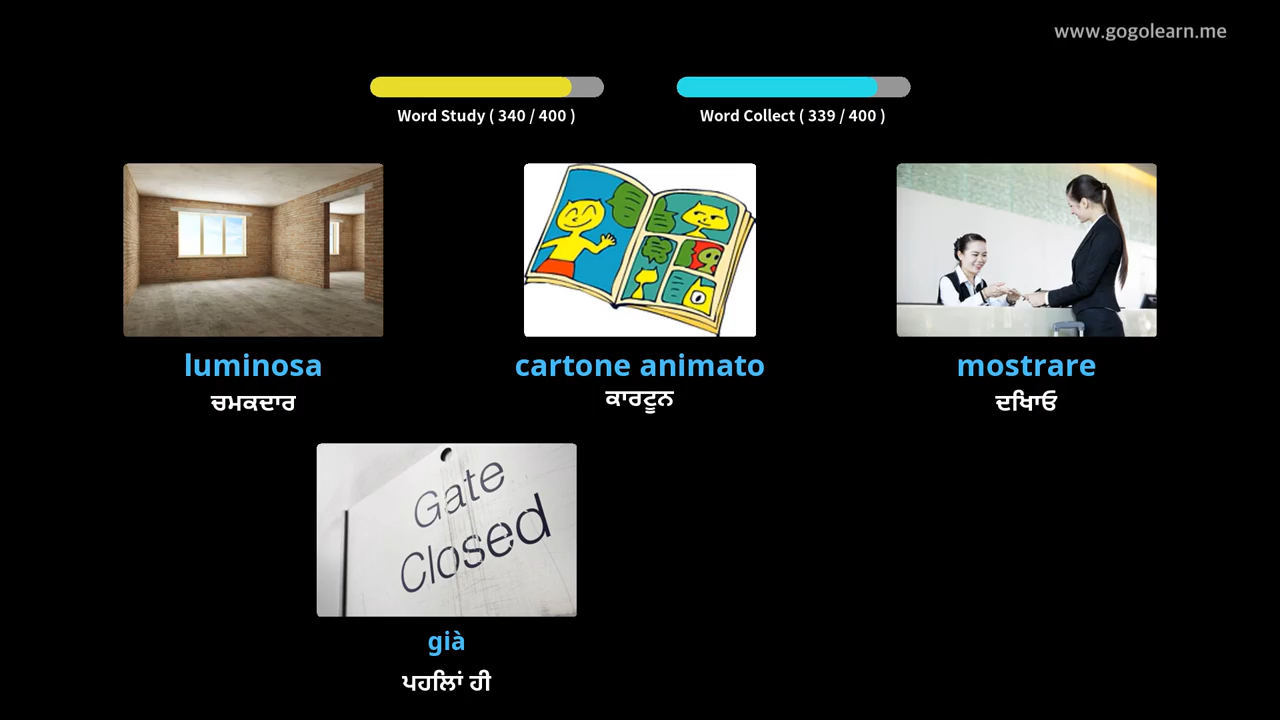 www.gogolearn.me
Word Study ( 340 / 400 )
Word Collect ( 339 / 400 )
luminosa
cartone animato
mostrare
ਚਮਕਦਾਰ
ਕਾਰਟੂਨ
ਦਿਖਾਓ
Gate
Closed
già
ਪਹਿਲਾਂ ਹੀ